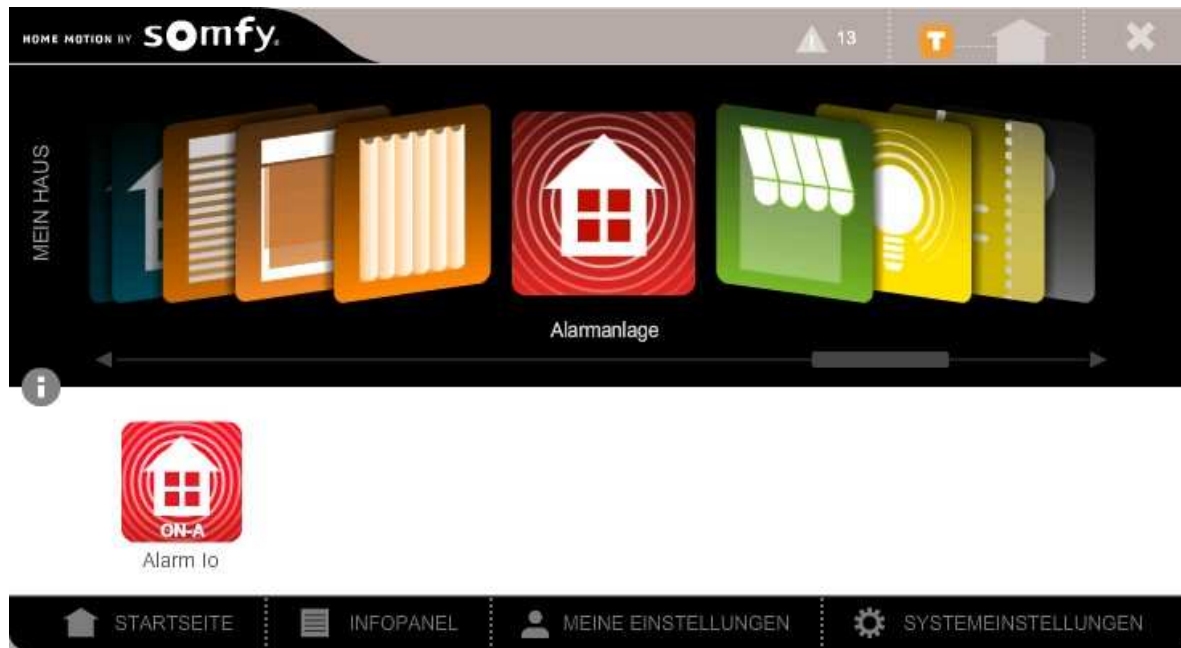 HOME MOTION BY somfy.
13
T
MEIN HAUS
Alarmanlage
i
ON-A
Alarm Io
STARTSEITE
INFOPANEL
MEINE EINSTELLUNGEN
SYSTEMEINSTELLUNGEN